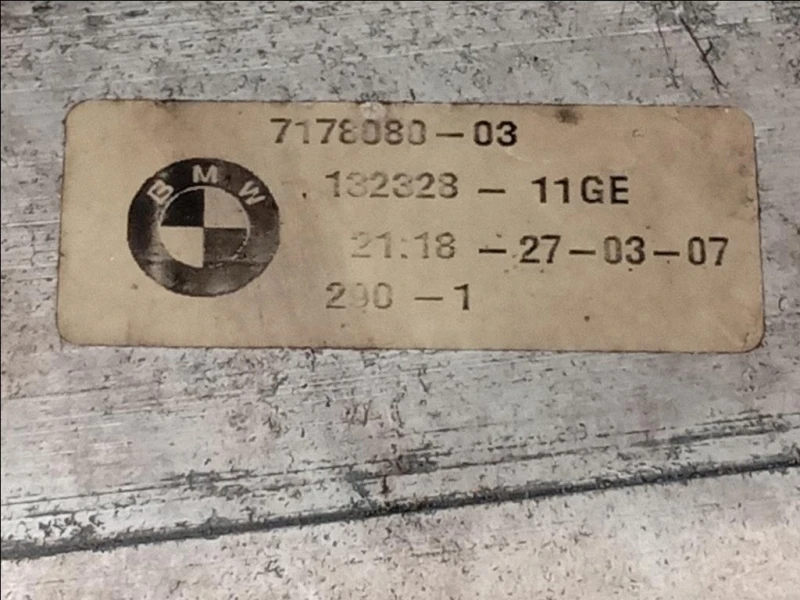 7178080-03
BMW
132328 - 11GE
21:18 - 27-03-07
290 - 1